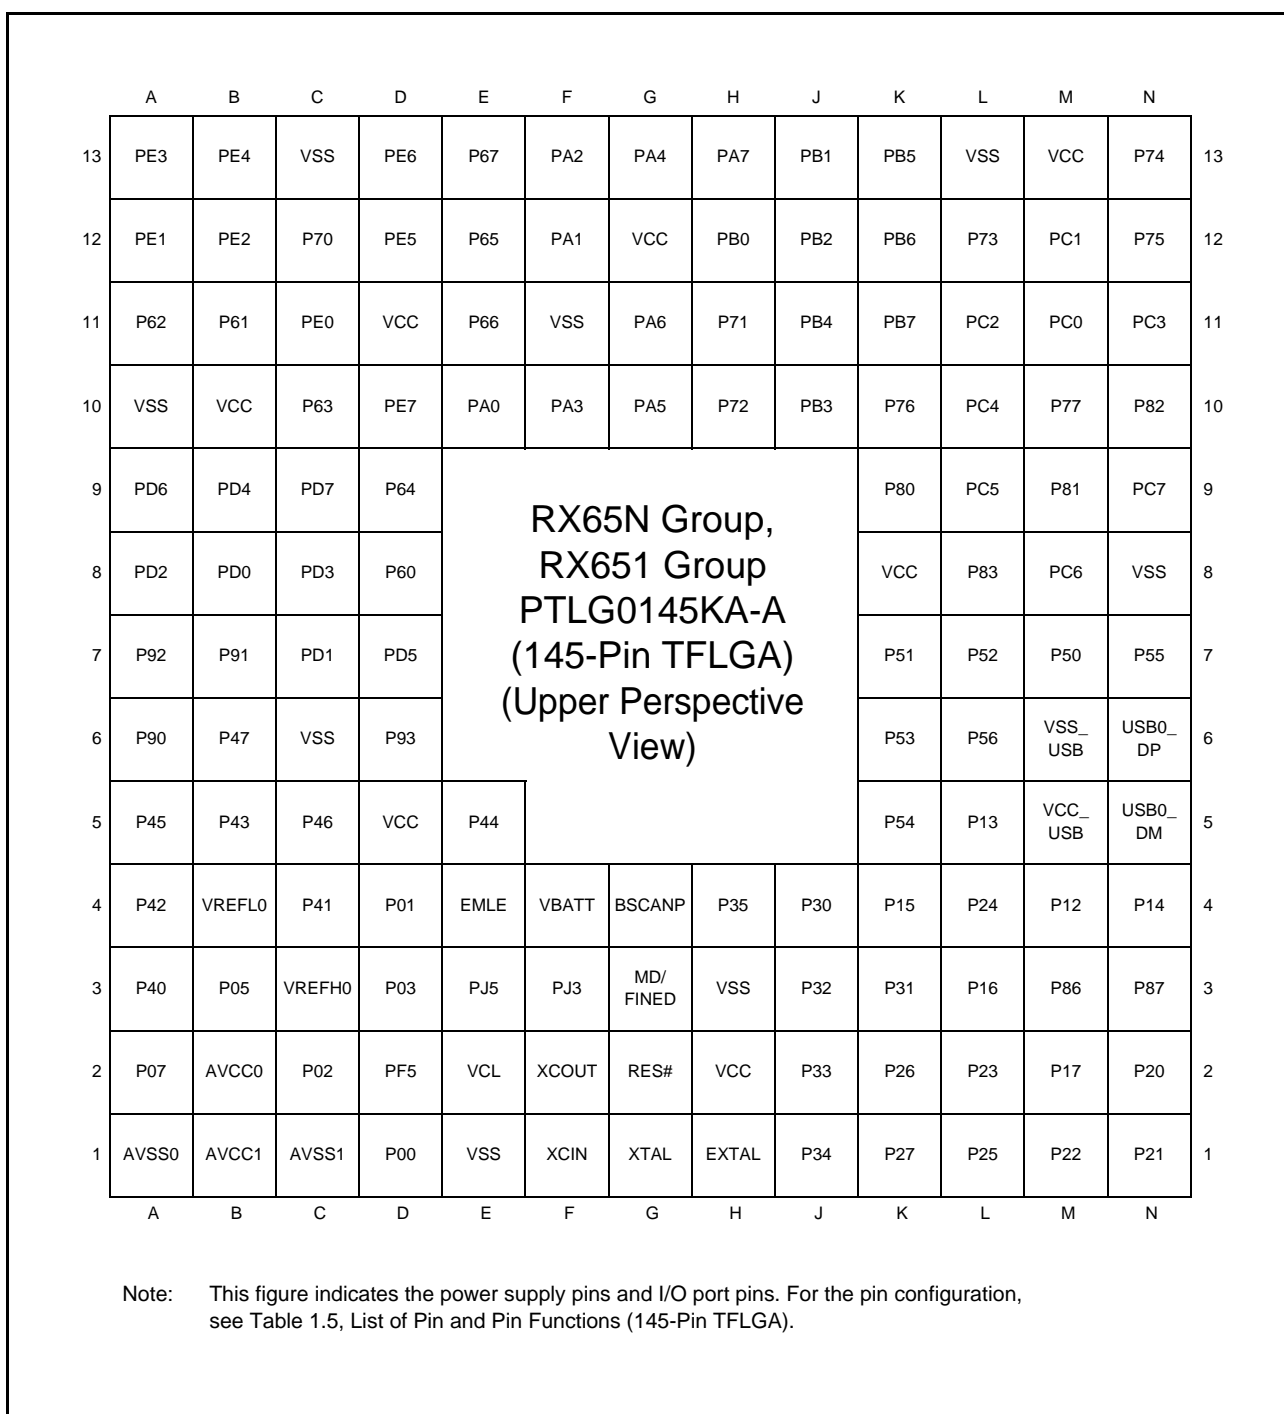 A B C D E F G H J K L M N
13 PE3 PE4 VSS PE6 P67 PA2 PA4 PA7 PB1 PB5 VSS VCC P74 13
12 PE1 PE2 P70 PE5 P65 PA1 VCC PB0 PB2 PB6 P73 PC1 P75 12
11 P62 P61 PE0 VCC P66 VSS PA6 P71 PB4 PB7 PC2 PC0 PC3 11
10 VSS VCC P63 PE7 PA0 PA3 PA5 P72 PB3 P76 PC4 P77 P82 10
9 PD6 PD4 PD7 P64 P80 PC5 P81 PC7 9
RX65N Group,
RX651 Group
8 PD2 PD0 PD3 P60 VCC P83 PC6 VSS 8
PTLG0145KA-A
(145-Pin TFLGA)
7 P92 P91 PD1 PD5 P51 P52 P50 P55 7
(Upper Perspective
View)
6 P90 P47 VSS P93 P53 P56 VSS_ USB0_ 6
USB DP
5 P45 P43 P46 VCC P44 P54 P13 VCC_ USB0_ 5
USB DM
4 P42 VREFL0 P41 P01 EMLE VBATT BSCANP P35 P30 P15 P24 P12 P14 4
3 P40 P05 VREFH0 P03 PJ5 PJ3 MD/ VSS P32 P31 P16 P86 P87 3
FINED
2 P07 AVCC0 P02 PF5 VCL XCOUT RES# VCC P33 P26 P23 P17 P20 2
1 AVSS0 AVCC1 AVSS1 P00 VSS XCIN XTAL EXTAL P34 P27 P25 P22 P21 1
A B C D E F G H J K L M N
Note: This figure indicates the power supply pins and I/O port pins. For the pin configuration,
see Table 1.5, List of Pin and Pin Functions (145-Pin TFLGA).